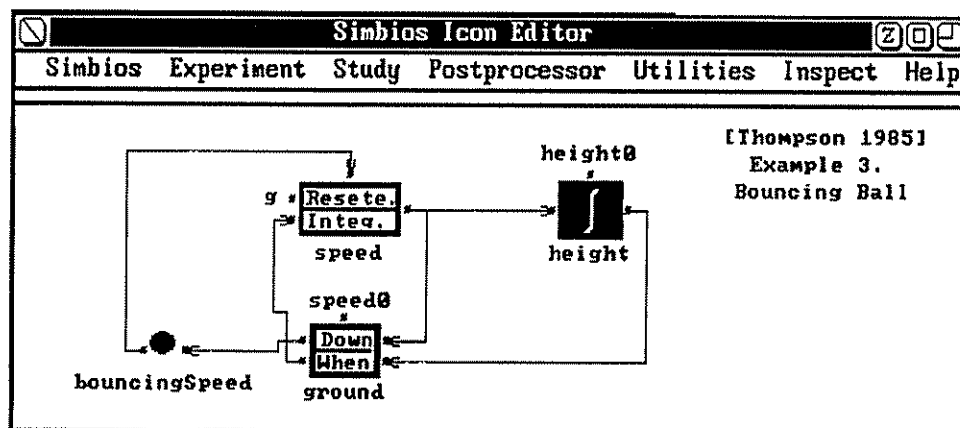 Simbios Icon Editor
Z
Simbios Experiment Study Postprocessor Utilities Inspect Help
[Thompson 1985]
Example 3.
Bouncing Ball
height0
g
Resete.
Integ.
speed
∫
height
speed0
Down
When
ground
bouncingSpeed